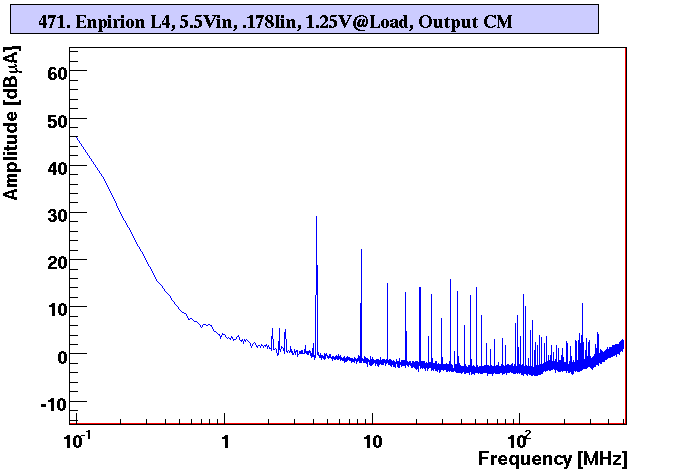 471. Enpirion L4, 5.5Vin, .178Iin, 1.25V@Load, Output CM
Amplitude [dBμA]
60
50
40
30
20
10
0
-10
10⁻¹ 1 10 10²
Frequency [MHz]